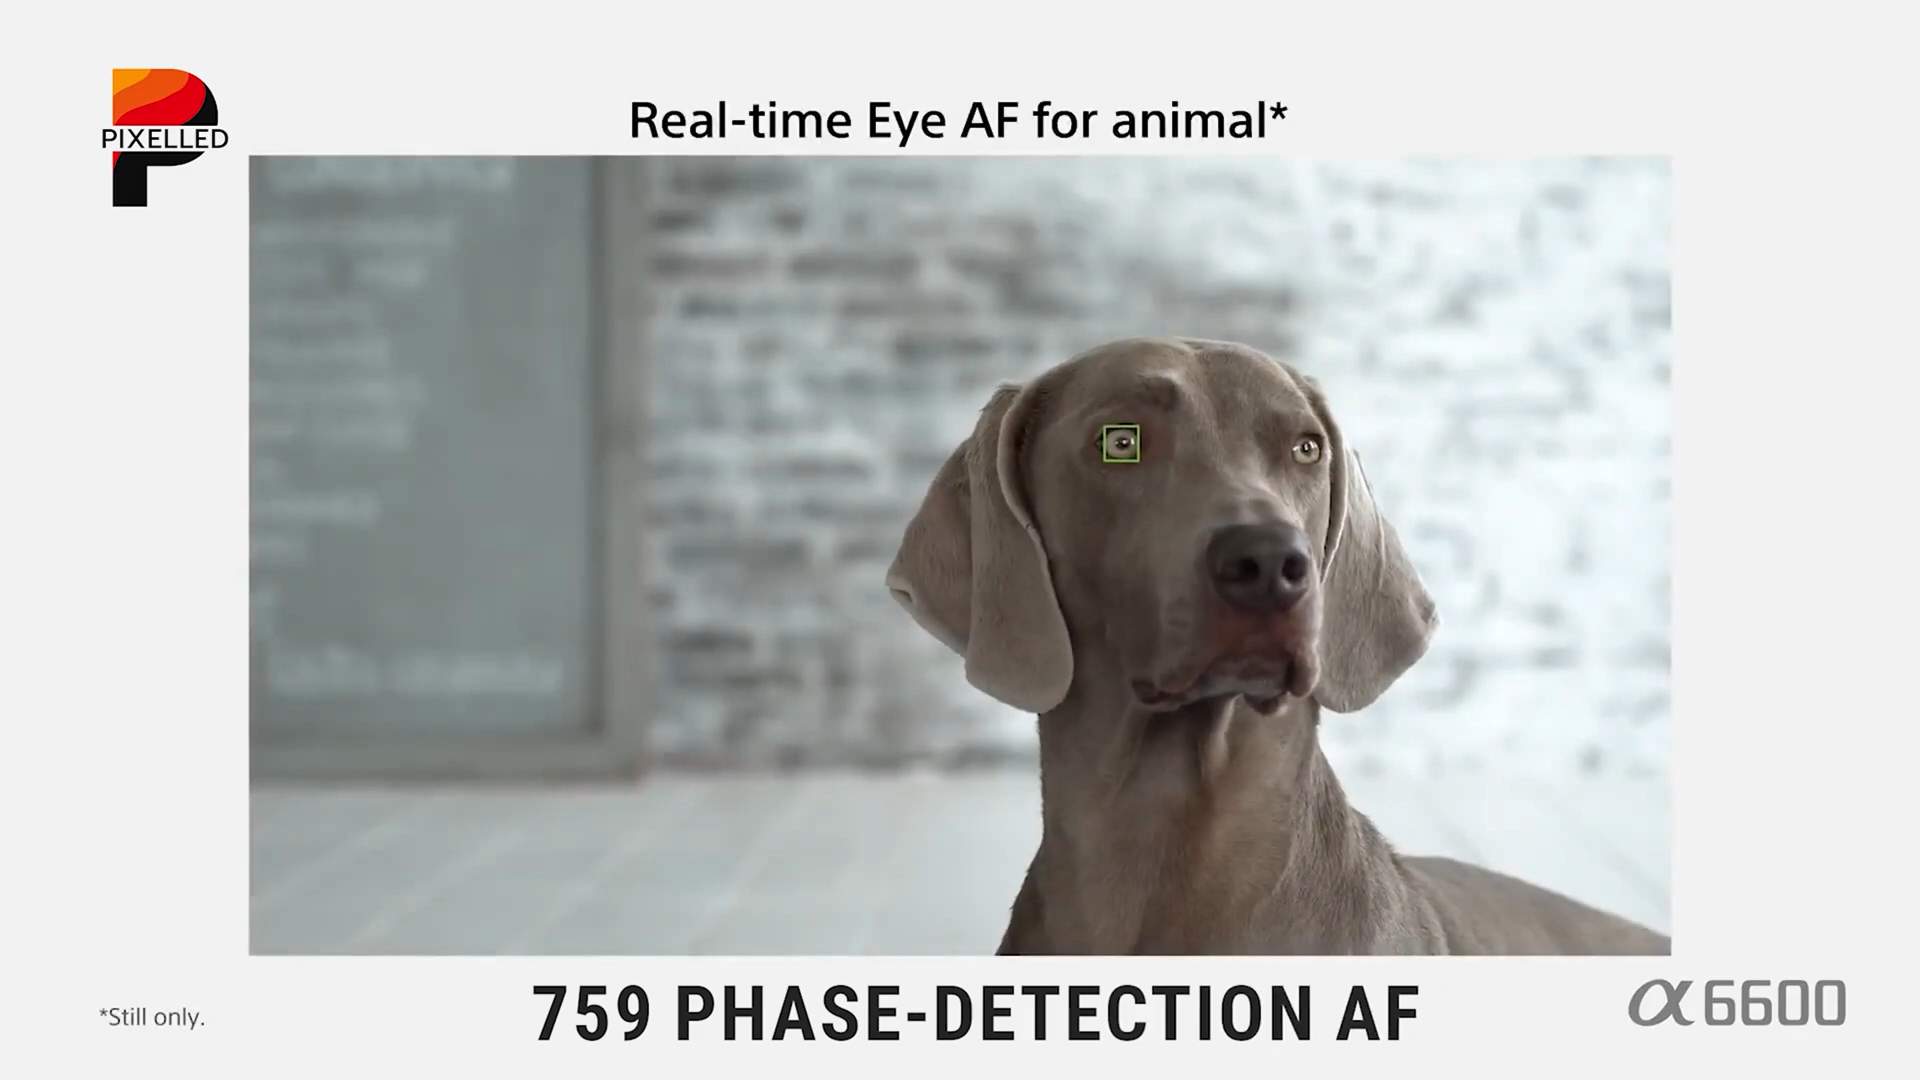 PIXELLED
Real-time Eye AF for animal*
759 PHASE-DETECTION AF
*Still only.
α6600